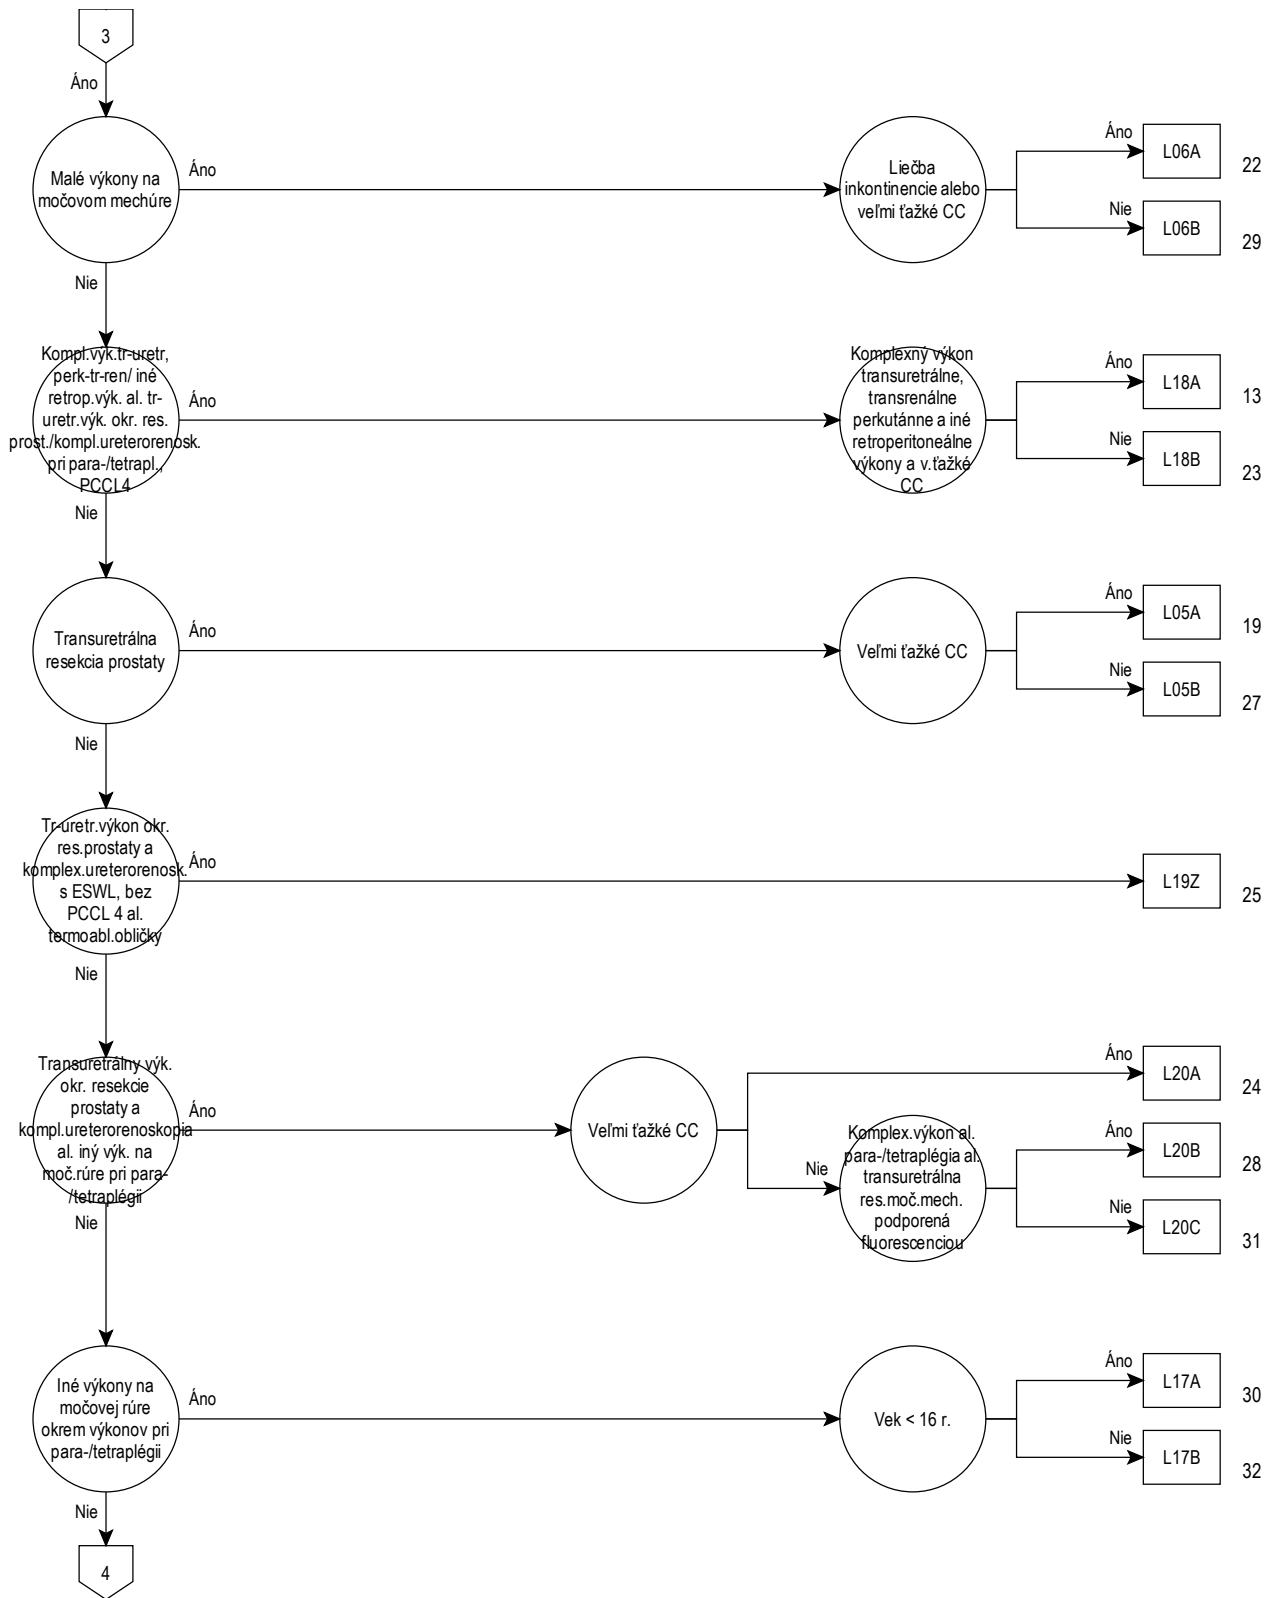 3
Áno
Malé výkony na
močovom mechúre
Áno
Liečba
inkontinencie alebo
veľmi ťažké CC
Áno
L06A
22
Nie
L06B
29
Nie
Kompl.výk.tr-uretr,
perk-tr-ren/ iné
retrop.výk. al. tr-
uretr.výk. okr. res.
prost./kompl.ureterorenosk.
pri para-/tetrapl.,
PCCL4
Áno
Komplexný výkon
transuretrálne,
transrenálne
perkutánne a iné
retroperitoneálne
výkony a v.ťažké
CC
Áno
L18A
13
Nie
L18B
23
Nie
Transuretrálna
resekcia prostaty
Áno
Veľmi ťažké CC
Áno
L05A
19
Nie
L05B
27
Nie
Tr-uretr.výkon okr.
res.prostaty a
komplex.ureterorenosk.
s ESWL, bez
PCCL 4 al.
termoabl.obličky
Áno
L19Z
25
Nie
Transuretrálny výk.
okr. resekcie
prostaty a
kompl.ureterorenoskopia
al. iný výk. na
moč.rúre pri para-
/tetraplégii
Áno
Veľmi ťažké CC
Áno
L20A
24
Nie
Komplex.výkon al.
para-/tetraplégia al.
transuretrálna
res.moč.mech.
podporená
fluorescenciou
Áno
L20B
28
Nie
L20C
31
Nie
Iné výkony na
močovej rúre
okrem výkonov pri
para-/tetraplégii
Áno
Vek < 16 r.
Áno
L17A
30
Nie
L17B
32
Nie
4